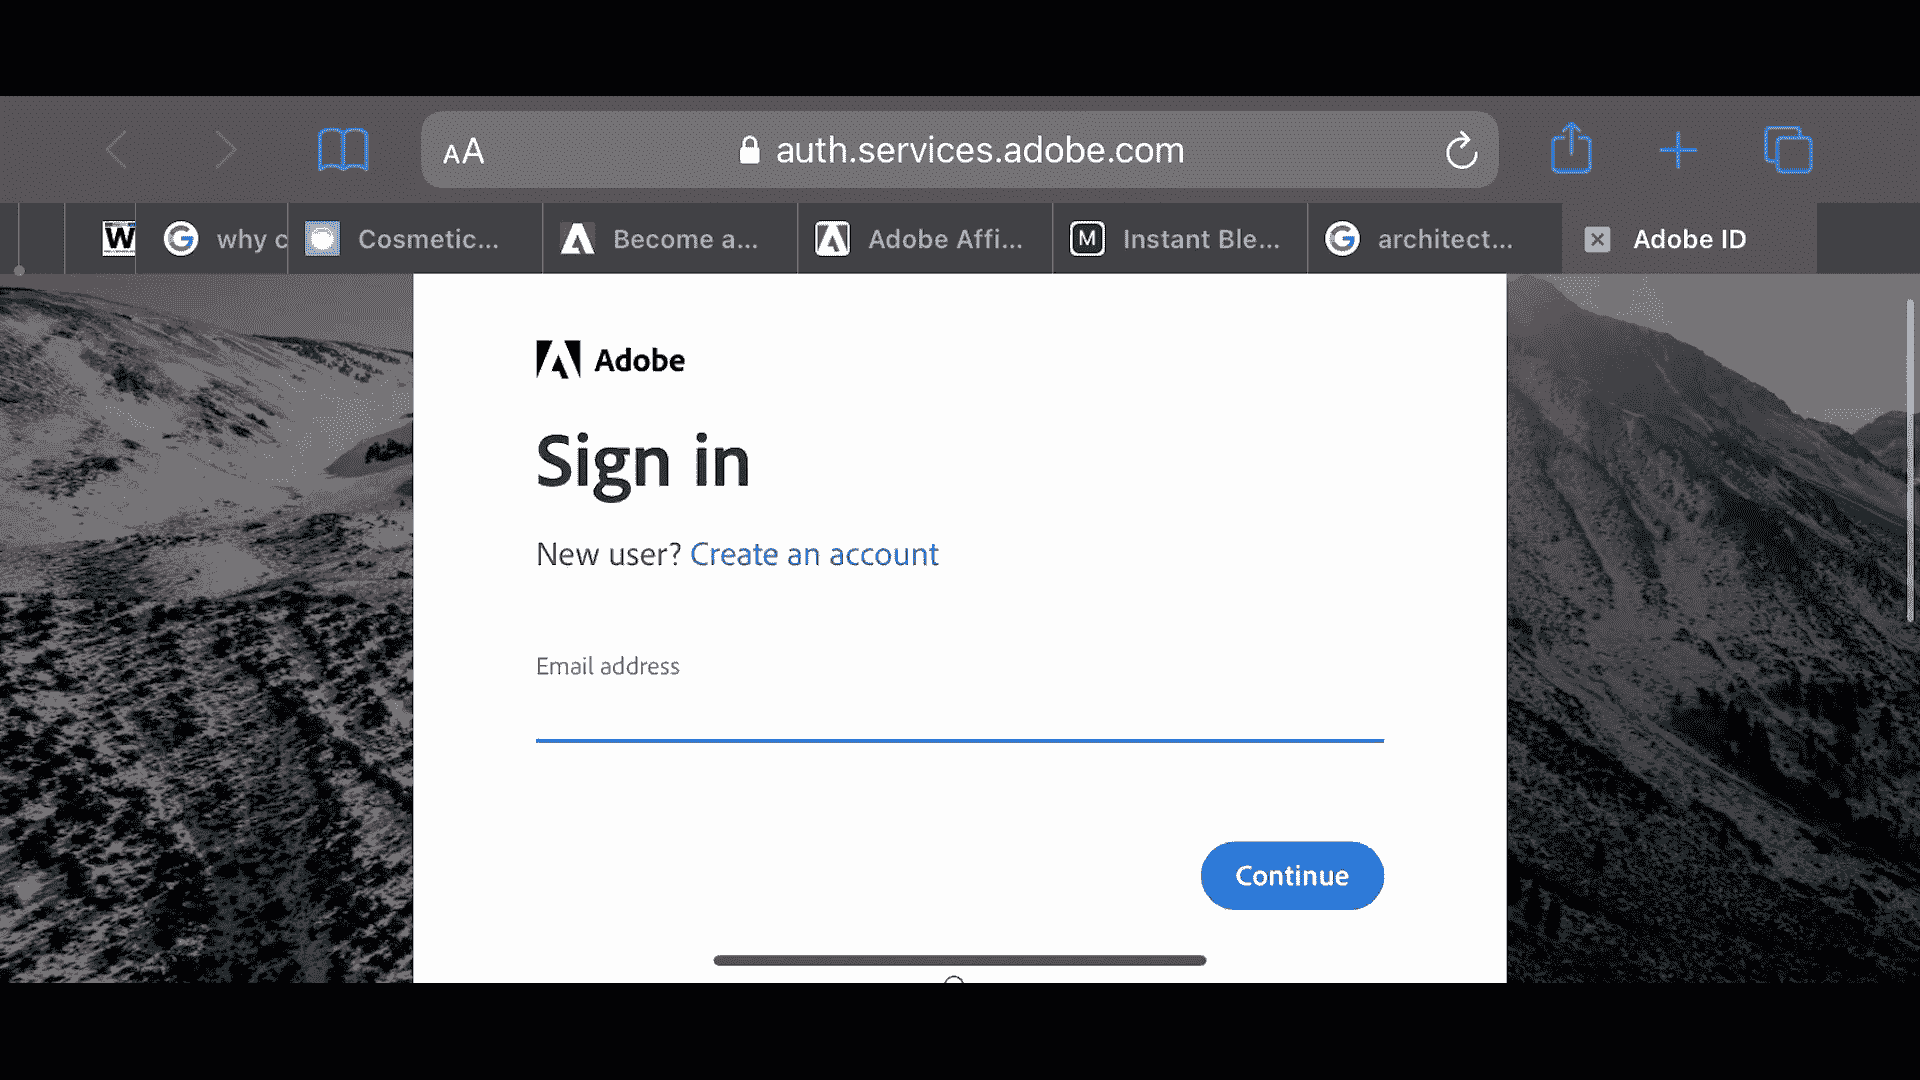 AA auth.services.adobe.com
W why c Cosmetic... Become a... Adobe Affi... M Instant Ble... architect... Adobe ID
Adobe
Sign in
New user? Create an account
Email address
Continue